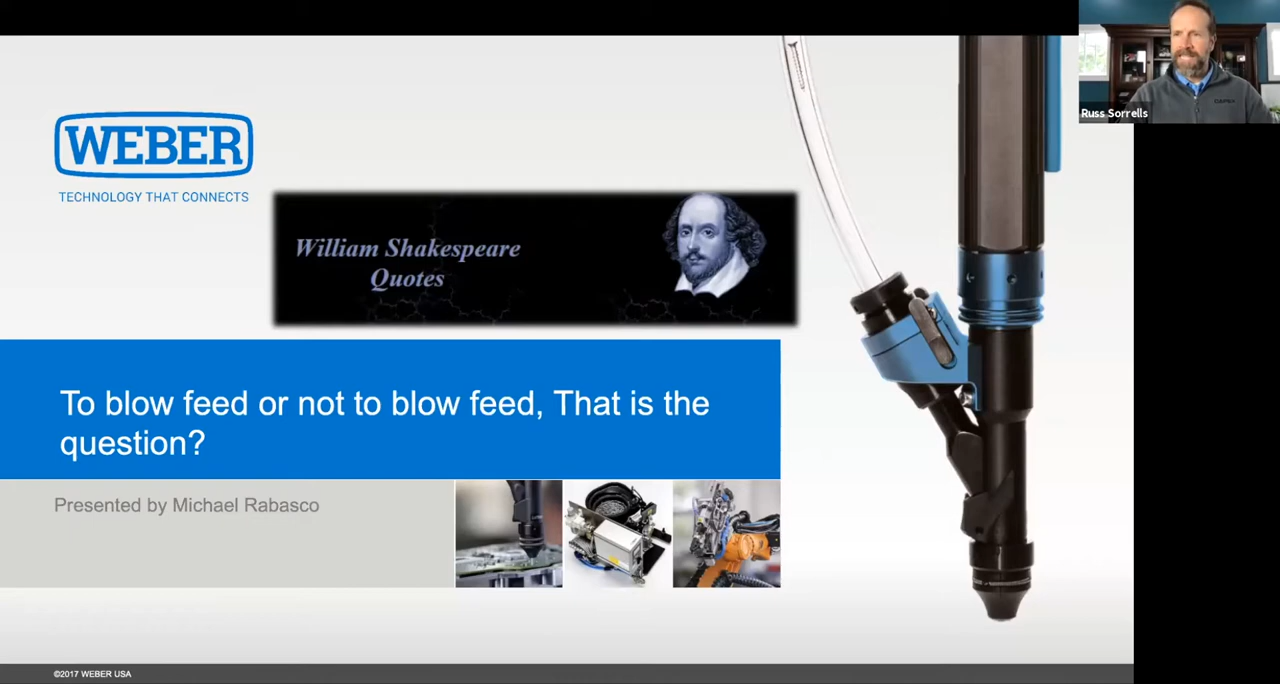 WEBER
TECHNOLOGY THAT CONNECTS
William Shakespeare
Quotes
To blow feed or not to blow feed, That is the
question?
Presented by Michael Rabasco
©2017 WEBER USA
Russ Sorrells